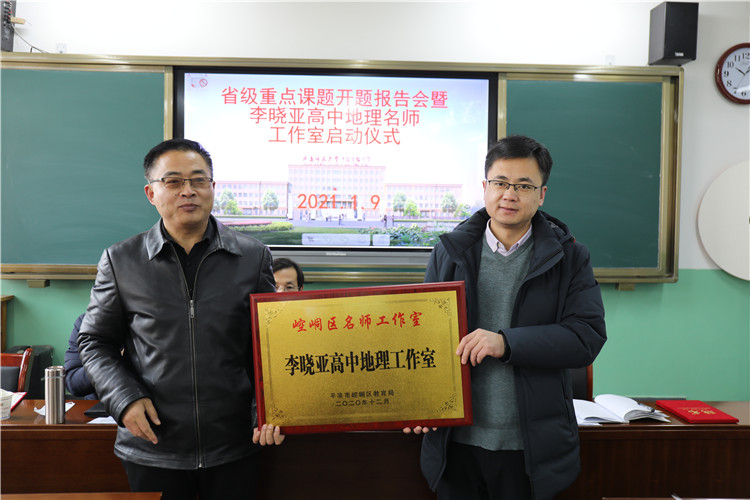 省级重点课题开题报告会暨
李晓亚高中地理名师
工作室启动仪式
2021.1.9
崆峒区名师工作室
李晓亚高中地理工作室
平凉市崆峒区教育局
二〇二〇年十二月